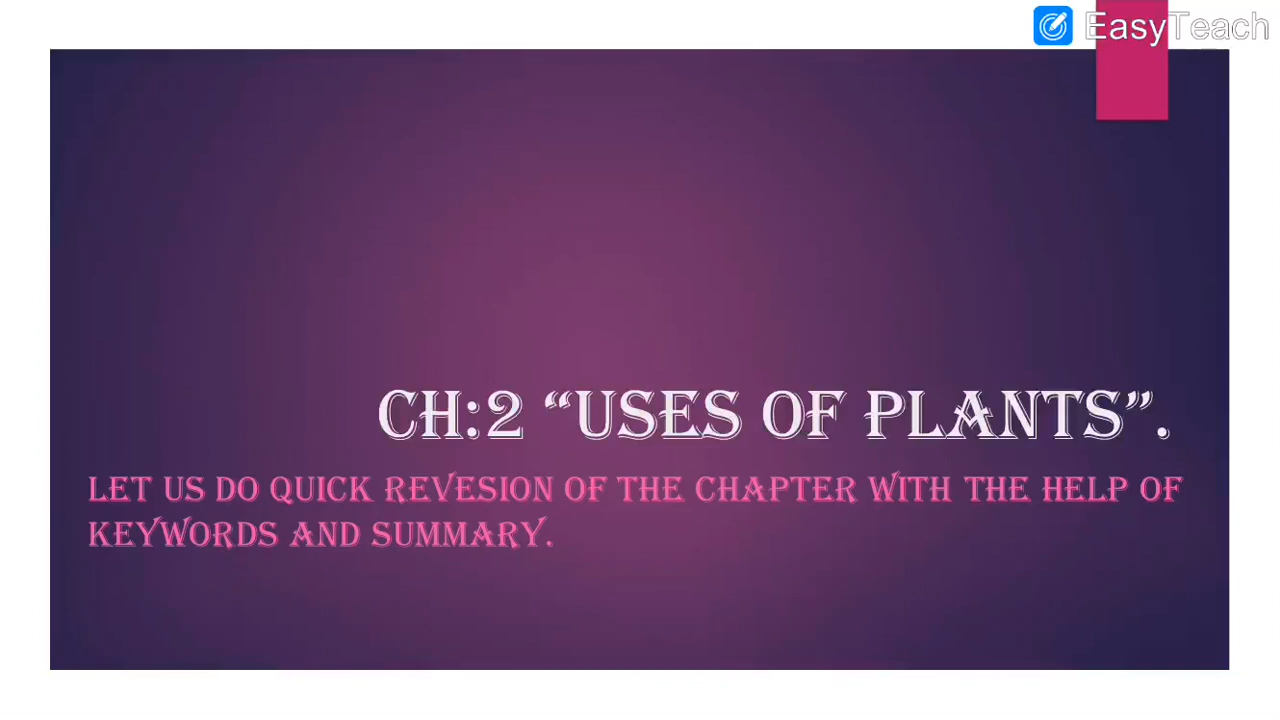 EasyTeach
CH:2 “USES OF PLANTS”.
LET US DO QUICK REVESION OF THE CHAPTER WITH THE HELP OF
KEYWORDS AND SUMMARY.